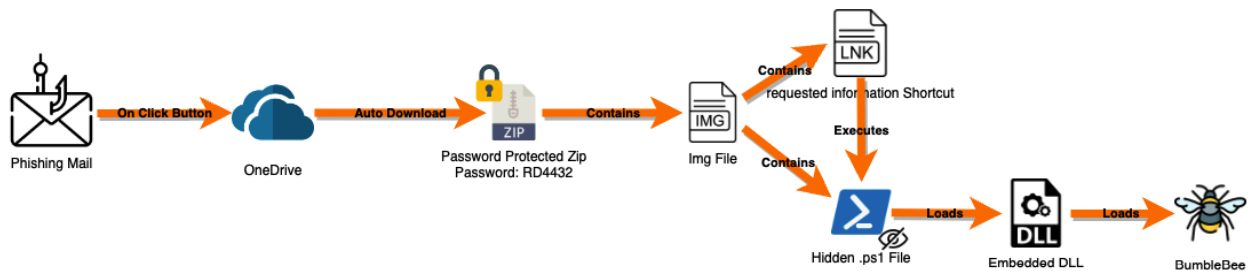 Phishing Mail
On Click Button
OneDrive
Auto Download
ZIP
Password Protected Zip
Password: RD4432
Contains
IMG
Img File
Contains
LNK
requested information Shortcut
Executes
Contains
Hidden .ps1 File
Loads
DLL
Embedded DLL
Loads
BumbleBee